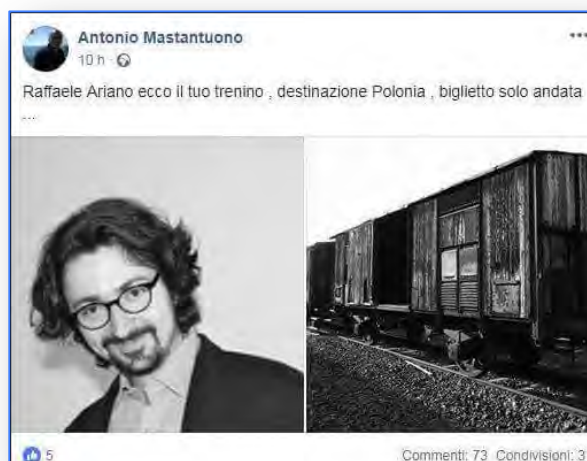 Antonio Mastantuono
10 h
Raffaele Ariano ecco il tuo trenino , destinazione Polonia , biglietto solo andata
...
5
Commenti: 73 Condivisioni: 3